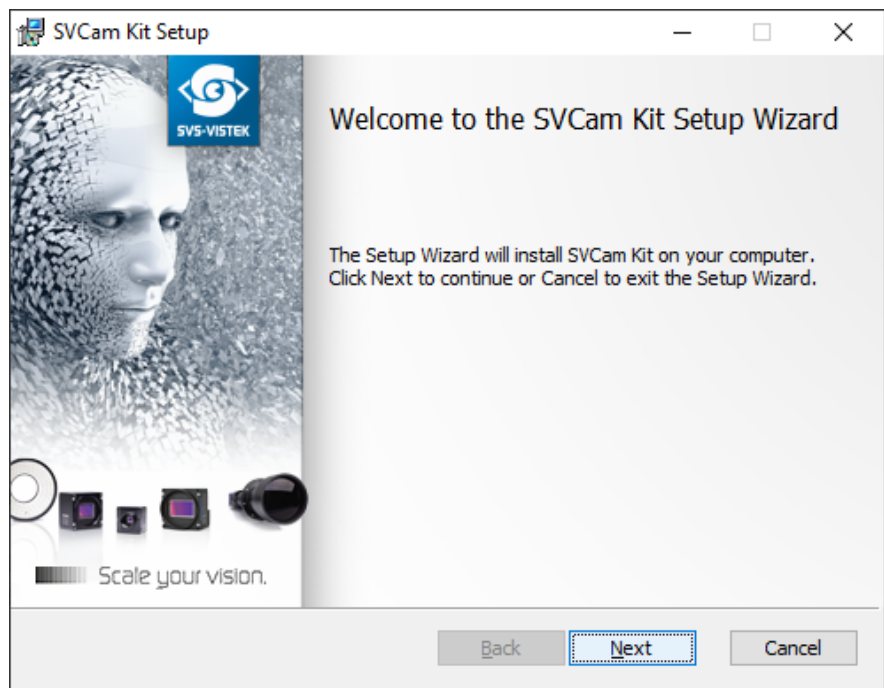 SVCam Kit Setup
SVS-VISTEK
Welcome to the SVCam Kit Setup Wizard
The Setup Wizard will install SVCam Kit on your computer.
Click Next to continue or Cancel to exit the Setup Wizard.
Scale your vision.
Back
Next
Cancel